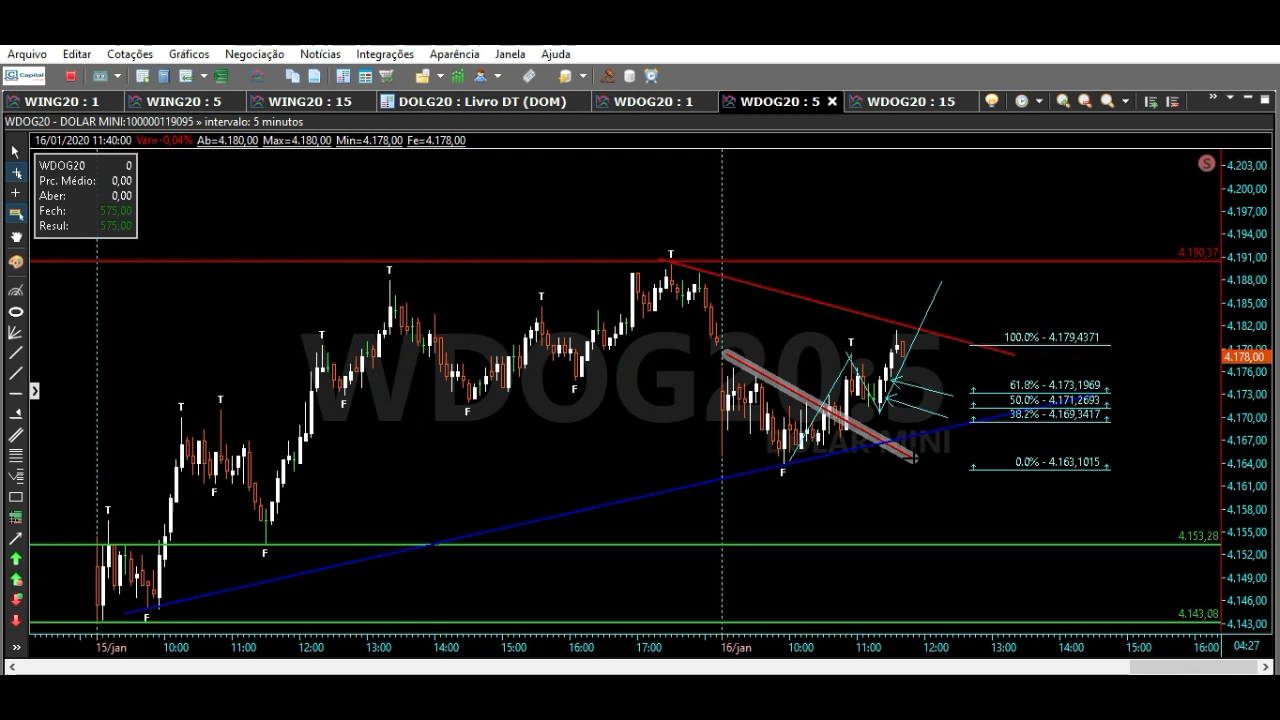 Arquivo Editar Cotações Gráficos Negociação Notícias Integrações Aparência Janela Ajuda
Capital
WING20 : 1 WING20 : 5 WING20 : 15 DOLG20 : Livro DT (DOM) WDOG20 : 1 WDOG20 : 5 WDOG20 : 15
WDOG20 - DOLAR MINI:100000119095 » intervalo: 5 minutos
16/01/2020 11:40:00 Var= -0,04% Ab=4.180,00 Max=4.180,00 Min=4.178,00 Fe=4.178,00
WDOG20 0
Prc. Médio: 0,00
Aber: 0,00
Fech: 575,00
Resul: 575,00
S
4.203,00
4.200,00
4.197,00
4.194,00
4.191,00
4.188,00
4.185,00
4.182,00
4.179,00
4.178,00
4.176,00
4.173,00
4.170,00
4.167,00
4.164,00
4.161,00
4.158,00
4.155,00
4.152,00
4.149,00
4.146,00
4.143,00
4.190,37
T
T
T
T
T
T
T
T
F
F
F
F
F
F
F
WDOG20:5
DOLAR MINI
100.0% - 4.179,4371
61.8% - 4.173,1969
50.0% - 4.171,2693
38.2% - 4.169,3417
0.0% - 4.163,1015
4.153,28
4.143,08
15/jan 10:00 11:00 12:00 13:00 14:00 15:00 16:00 17:00 16/jan 10:00 11:00 12:00 13:00 14:00 15:00 16:00 04:27